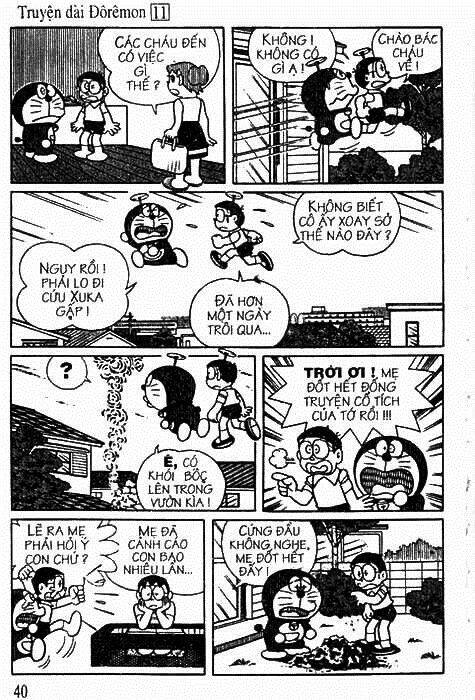 Truyện dài Đôrêmon 11
CÁC CHÁU ĐẾN
CÓ VIỆC
GÌ
THẾ ?
KHÔNG !
KHÔNG CÓ
GÌ Ạ !
CHÀO BÁC
CHÁU
VỀ !
KHÔNG BIẾT
CÔ ẤY XOAY SỞ
THẾ NÀO ĐÂY ?
NGUY RỒI !
PHẢI LO ĐI
CỨU XUKA
GẤP !
ĐÃ HƠN
MỘT NGÀY
TRÔI QUA...
?
Ê, CÓ
KHÓI BỐC
LÊN TRONG
VƯỜN KÌA !
TRỜI ƠI ! MẸ
ĐỐT HẾT ĐỐNG
TRUYỆN CỔ TÍCH
CỦA TỚ RỒI !!!
LẼ RA MẸ
PHẢI HỎI Ý
CON CHỨ ?
MẸ ĐÃ
CẢNH CÁO
CON BAO
NHIÊU LẦN...
CỨNG ĐẦU
KHÔNG NGHE,
MẸ ĐỐT HẾT
ĐẤY !
40